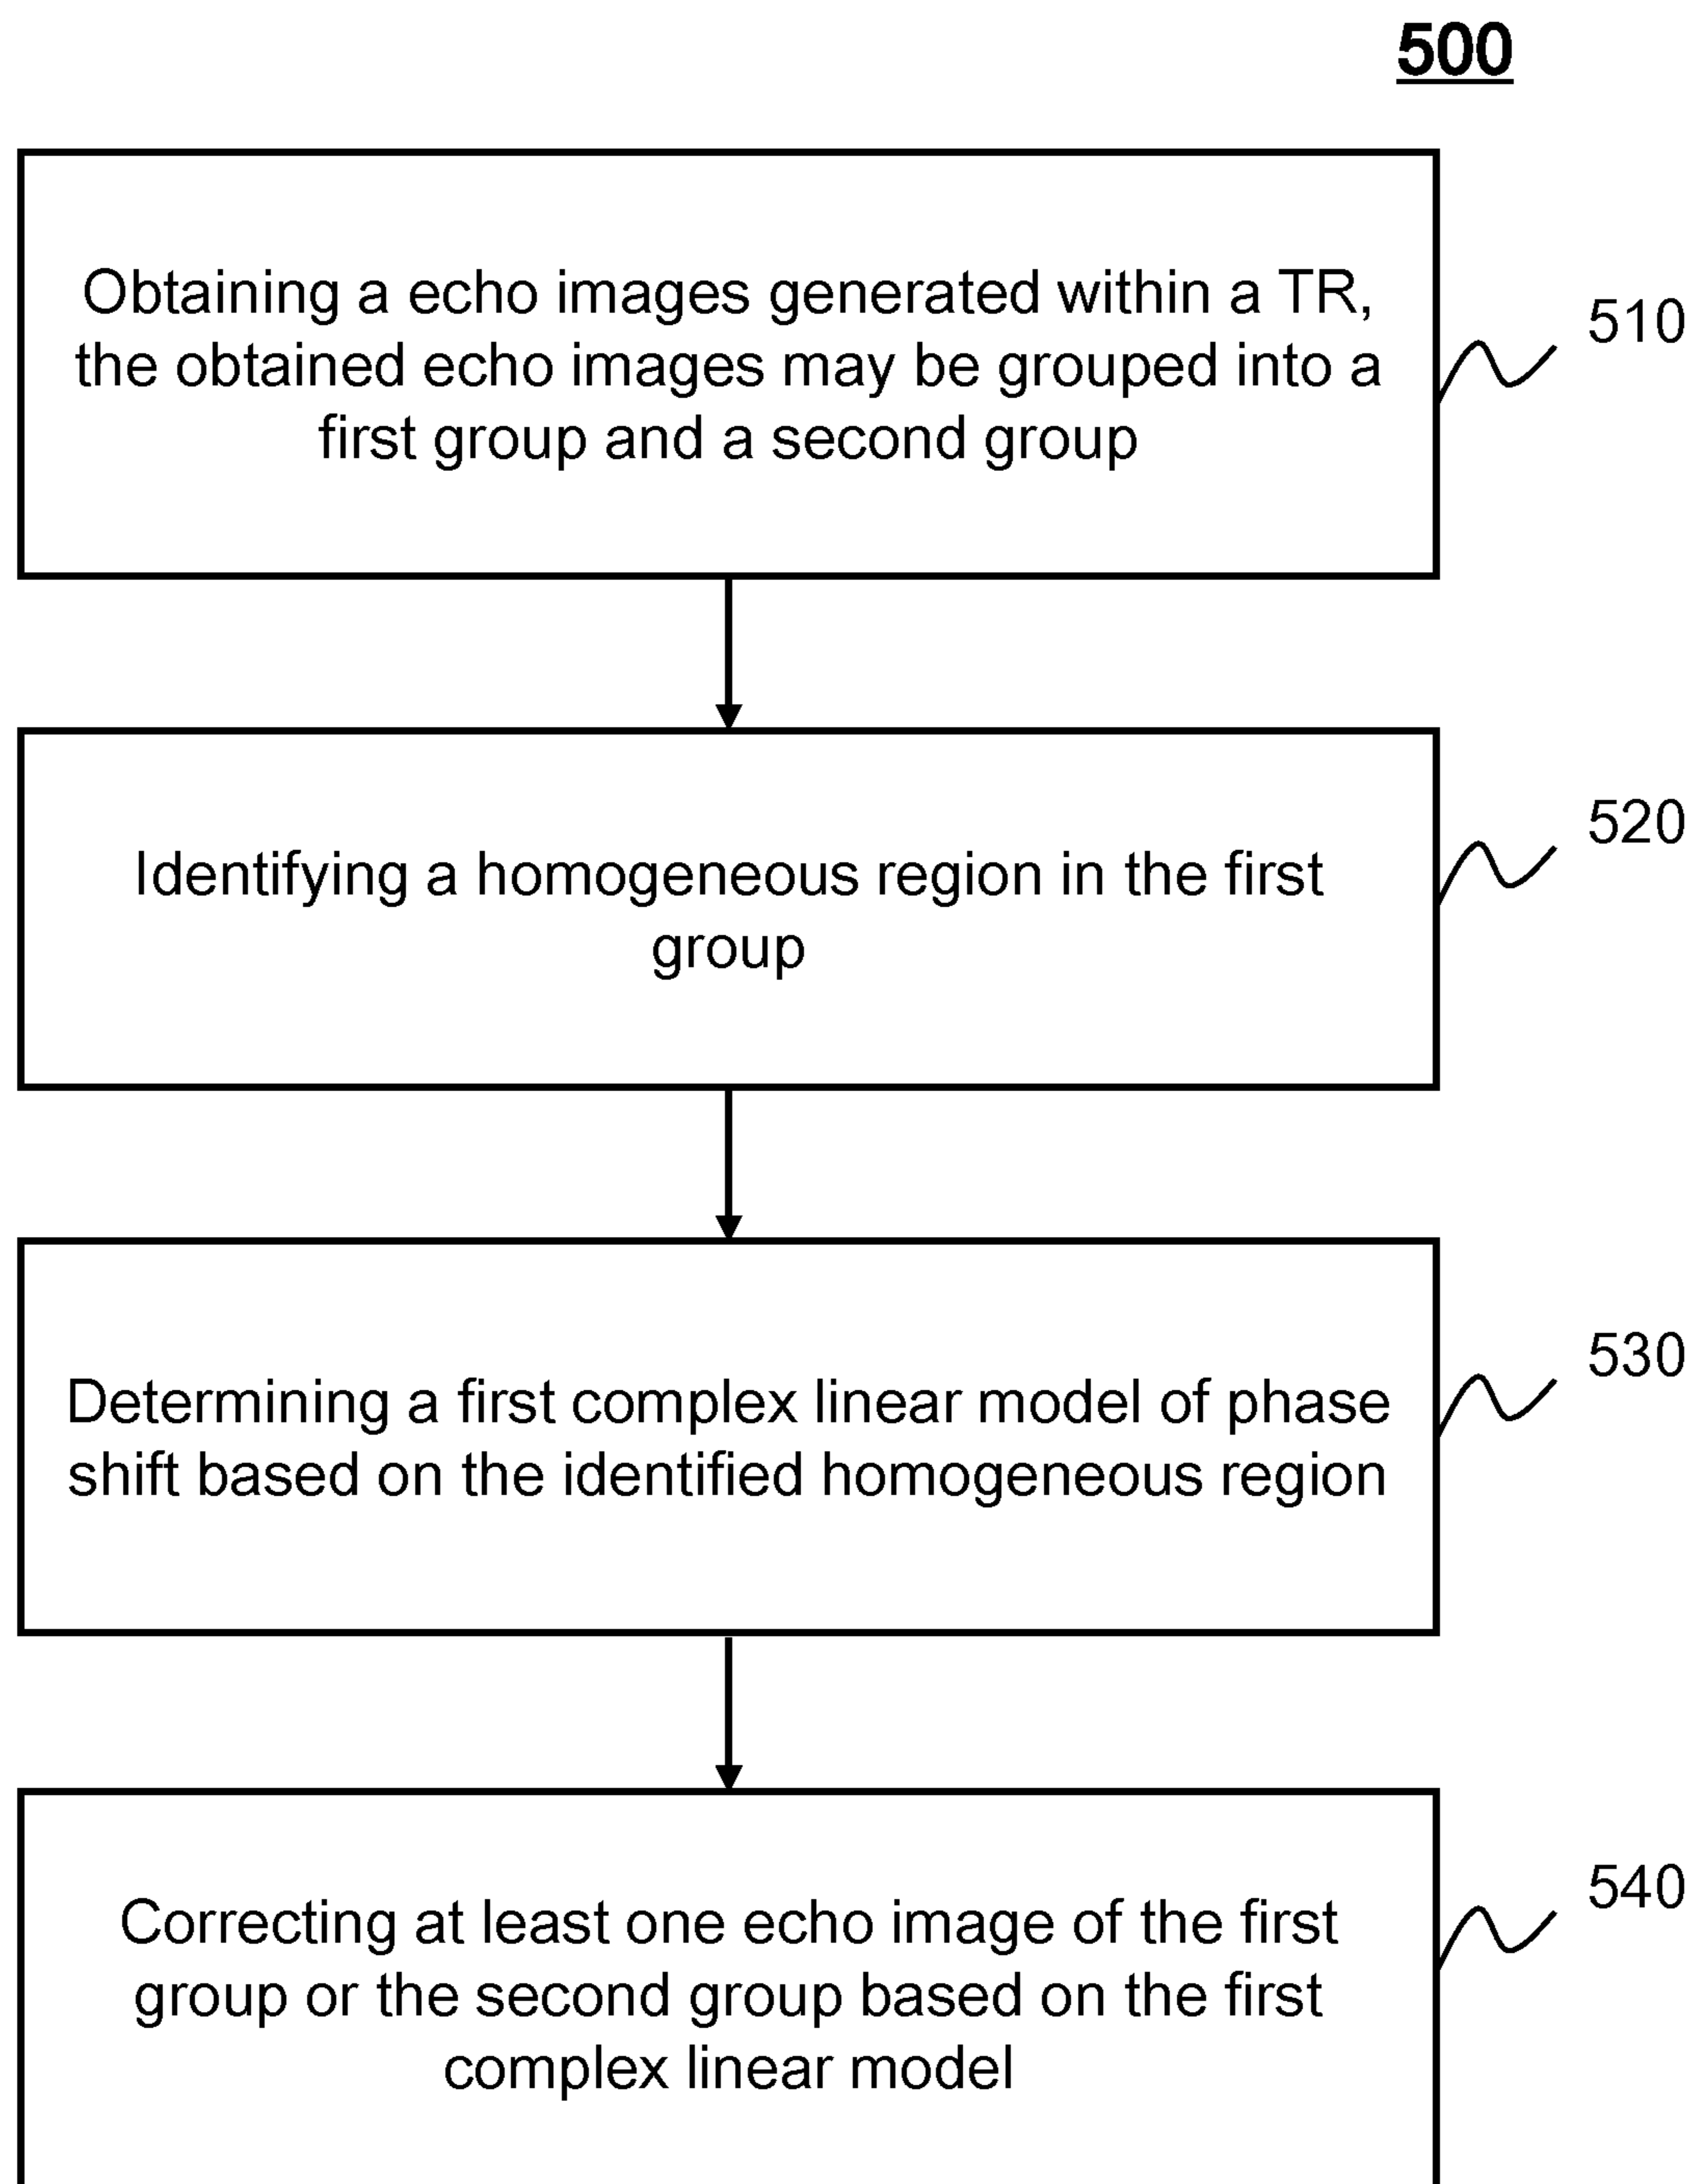 500
Obtaining a echo images generated within a TR,
the obtained echo images may be grouped into a
first group and a second group
510
Identifying a homogeneous region in the first
group
520
Determining a first complex linear model of phase
shift based on the identified homogeneous region
530
Correcting at least one echo image of the first
group or the second group based on the first
complex linear model
540